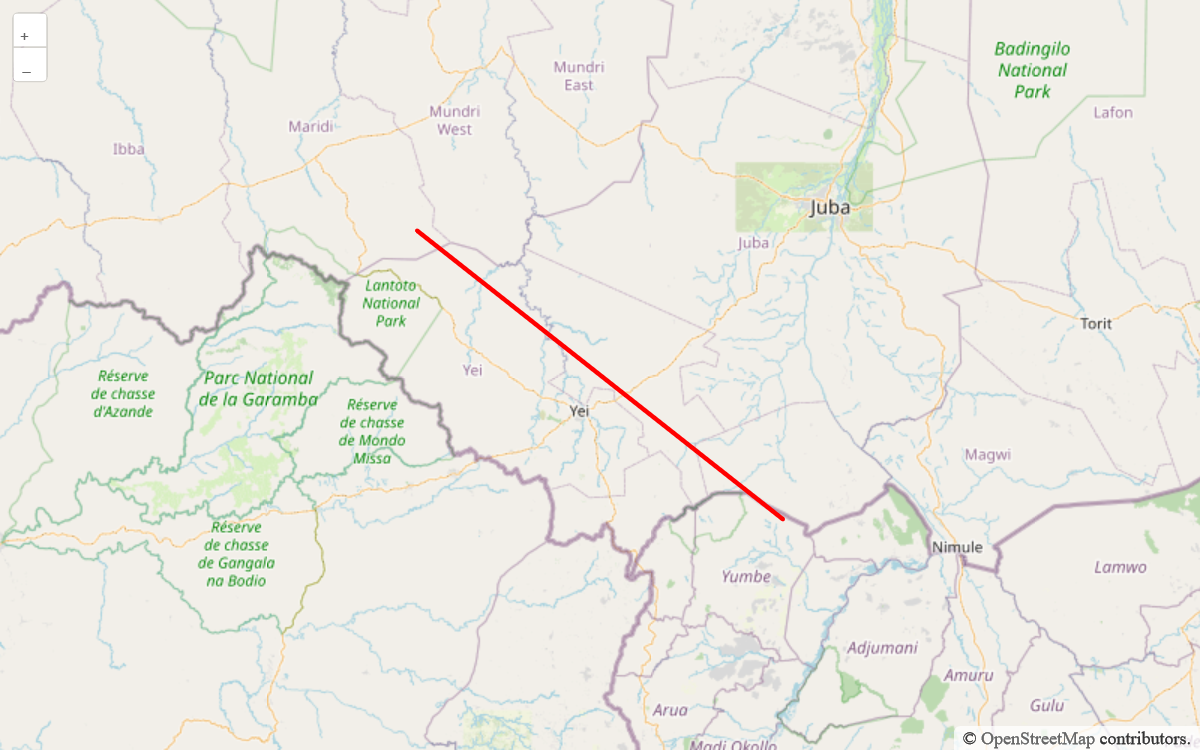 +
–
Badingilo
National
Park
Mundri
East
Mundri
West
Lafon
Maridi
Ibba
Juba
Juba
Lantoto
National
Park
Torit
Yei
Réserve
de chasse
d'Azande
Parc National
de la Garamba
Réserve
de chasse
de Mondo
Missa
Yei
Magwi
Réserve
de chasse
de Gangala
na Bodio
Nimule
Lamwo
Yumbe
Adjumani
Amuru
Arua
Gulu
Madi Okollo
© OpenStreetMap contributors.